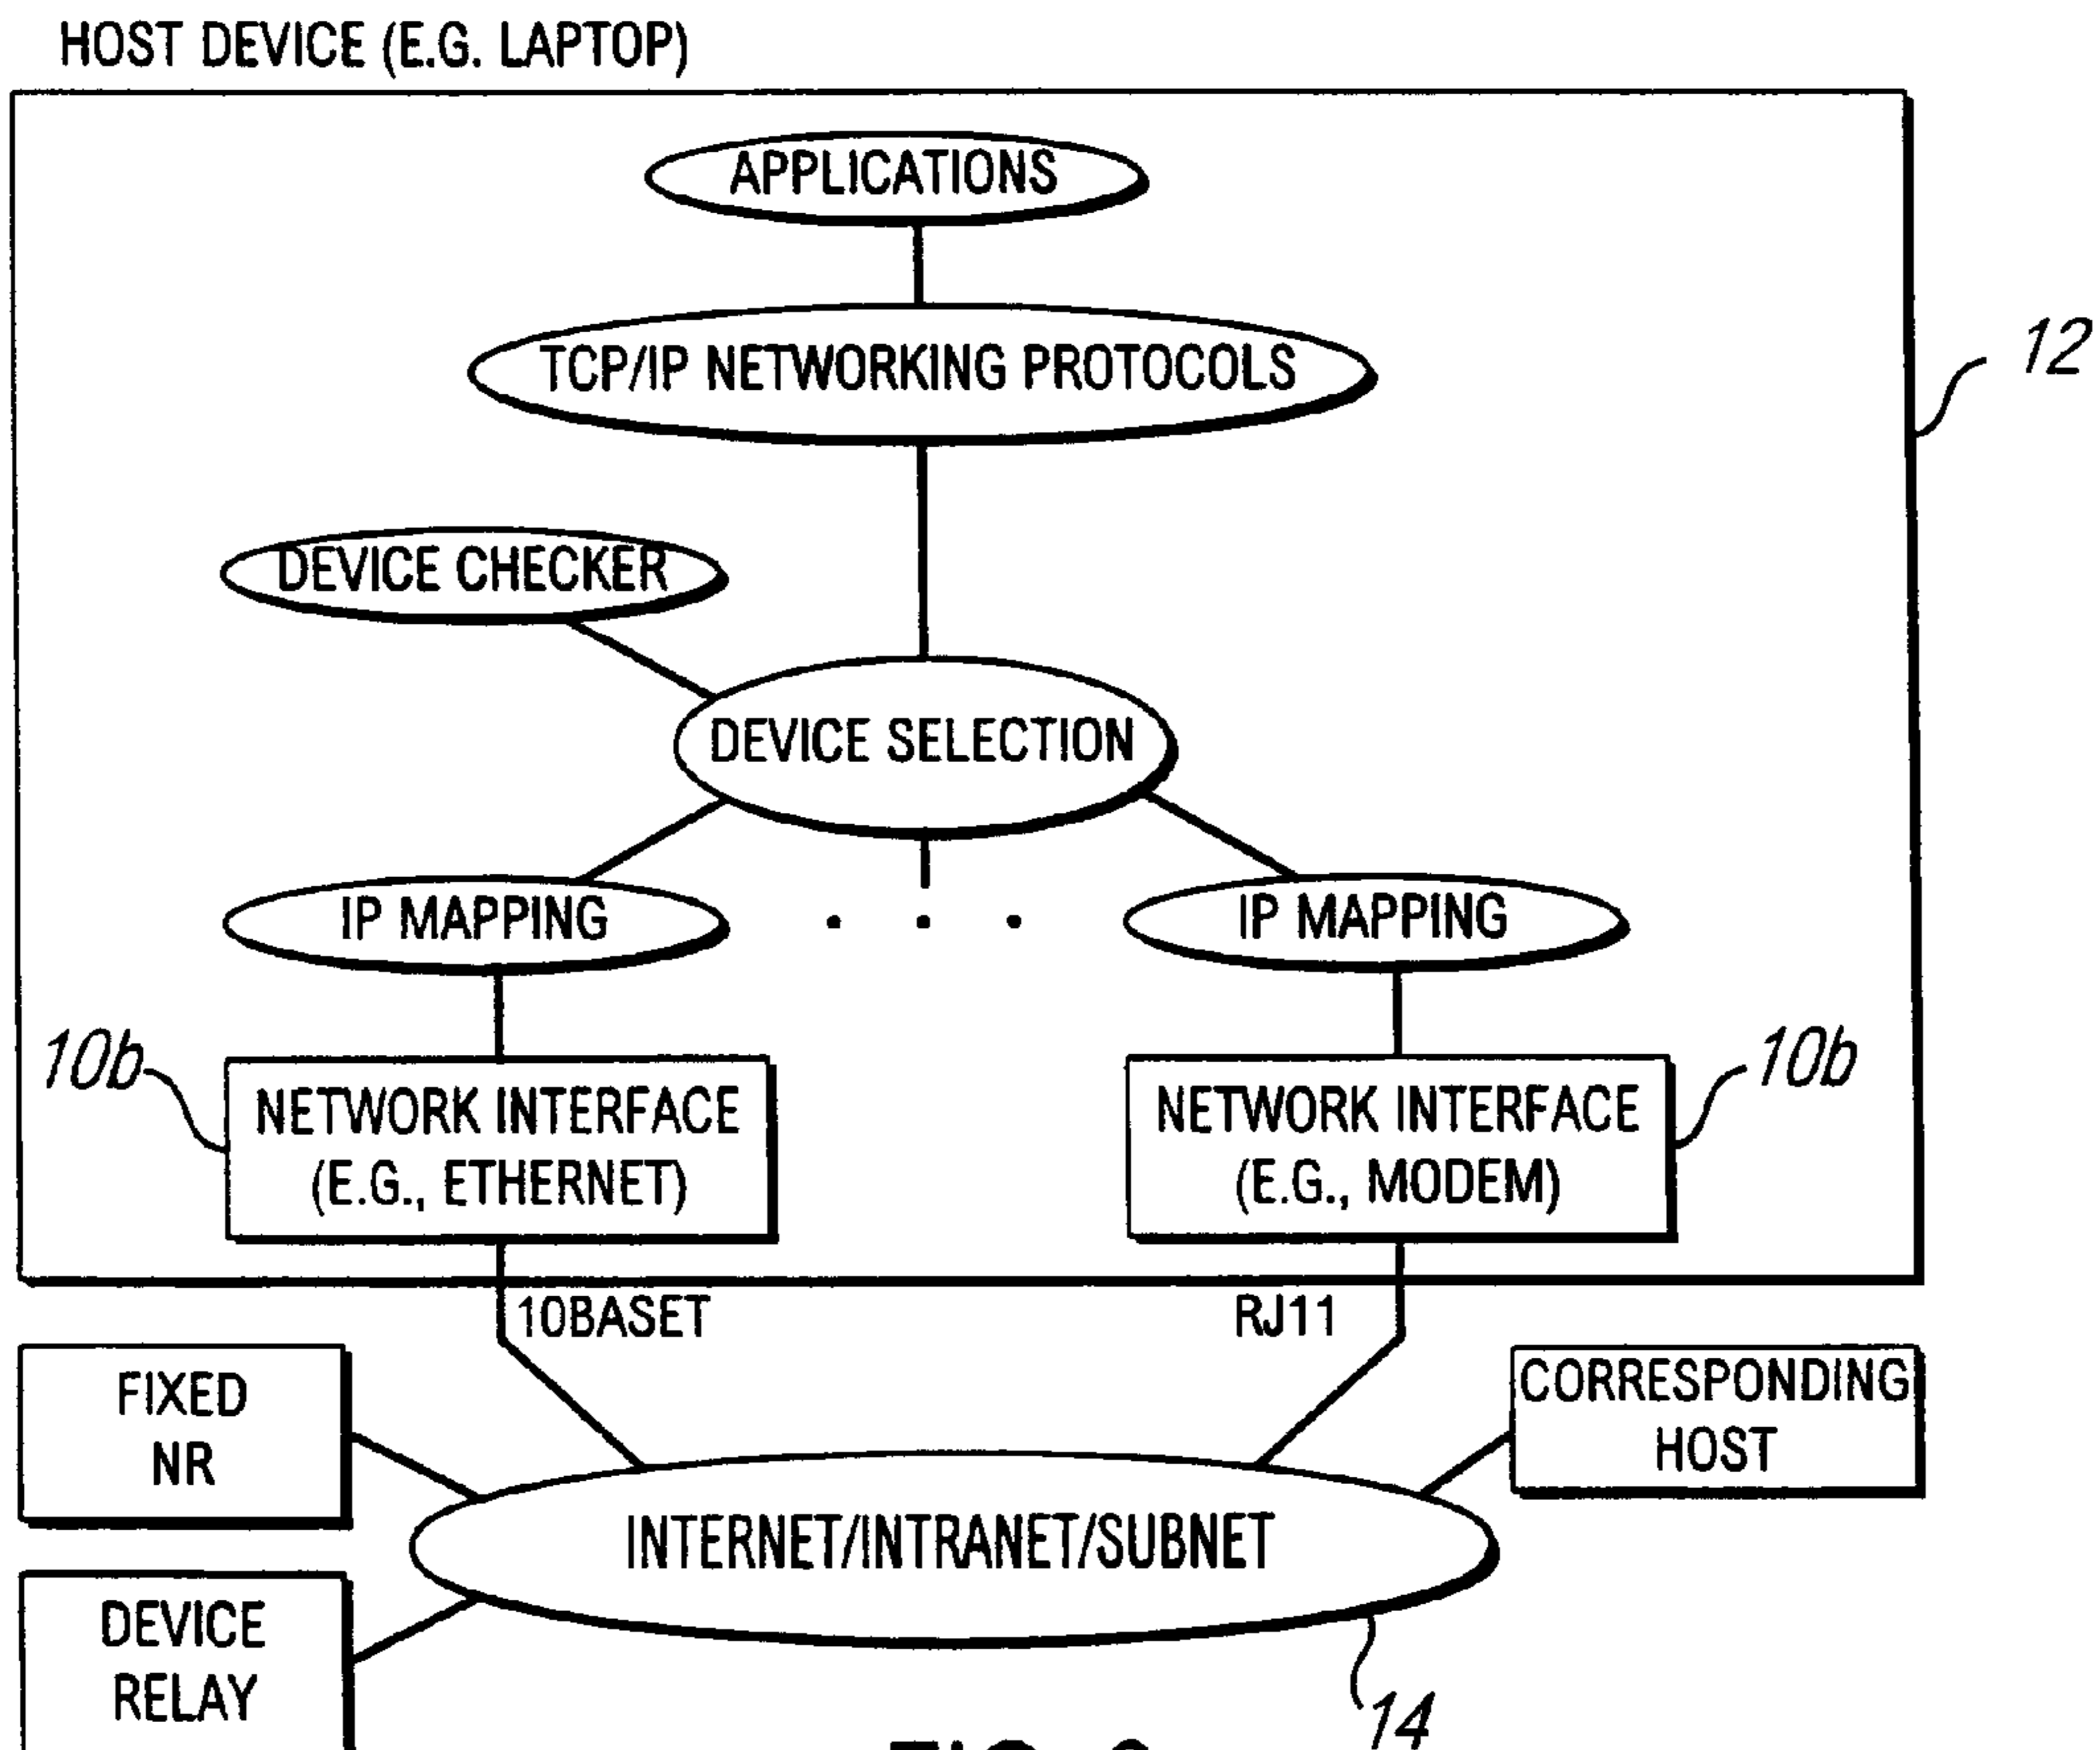 HOST DEVICE (E.G. LAPTOP)
APPLICATIONS
12
TCP/IP NETWORKING PROTOCOLS
DEVICE CHECKER
DEVICE SELECTION
IP MAPPING
. . .
IP MAPPING
10b
NETWORK INTERFACE
(E.G., ETHERNET)
NETWORK INTERFACE
(E.G., MODEM)
10b
10BASET
RJ11
FIXED
NR
CORRESPONDING
HOST
INTERNET/INTRANET/SUBNET
DEVICE
RELAY
14